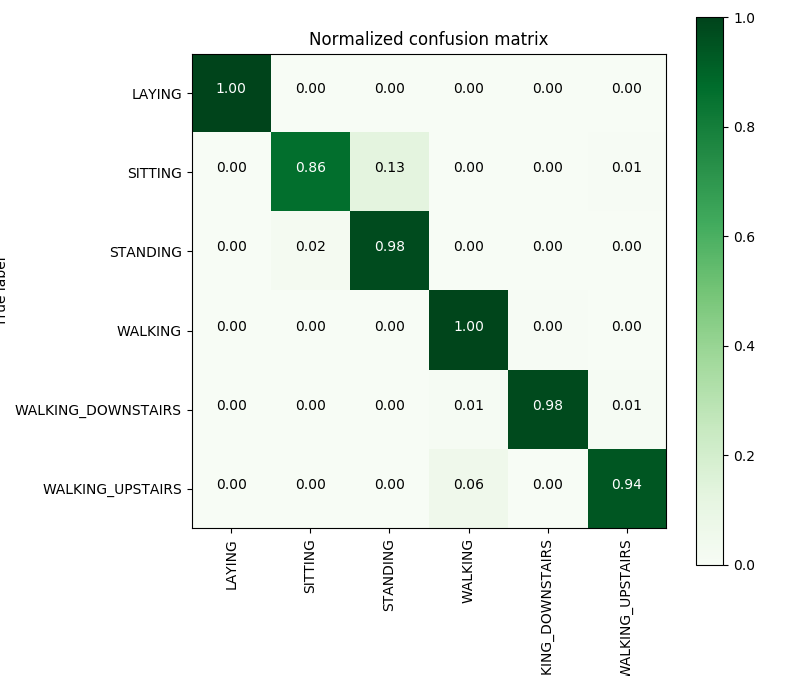 Normalized confusion matrix
1.0
LAYING 1.00 0.00 0.00 0.00 0.00 0.00
0.8
SITTING 0.00 0.86 0.13 0.00 0.00 0.01
0.6
STANDING 0.00 0.02 0.98 0.00 0.00 0.00
True label
WALKING 0.00 0.00 0.00 1.00 0.00 0.00
0.4
WALKING_DOWNSTAIRS 0.00 0.00 0.00 0.01 0.98 0.01
0.2
WALKING_UPSTAIRS 0.00 0.00 0.00 0.06 0.00 0.94
0.0
LAYING
SITTING
STANDING
WALKING
KING_DOWNSTAIRS
WALKING_UPSTAIRS